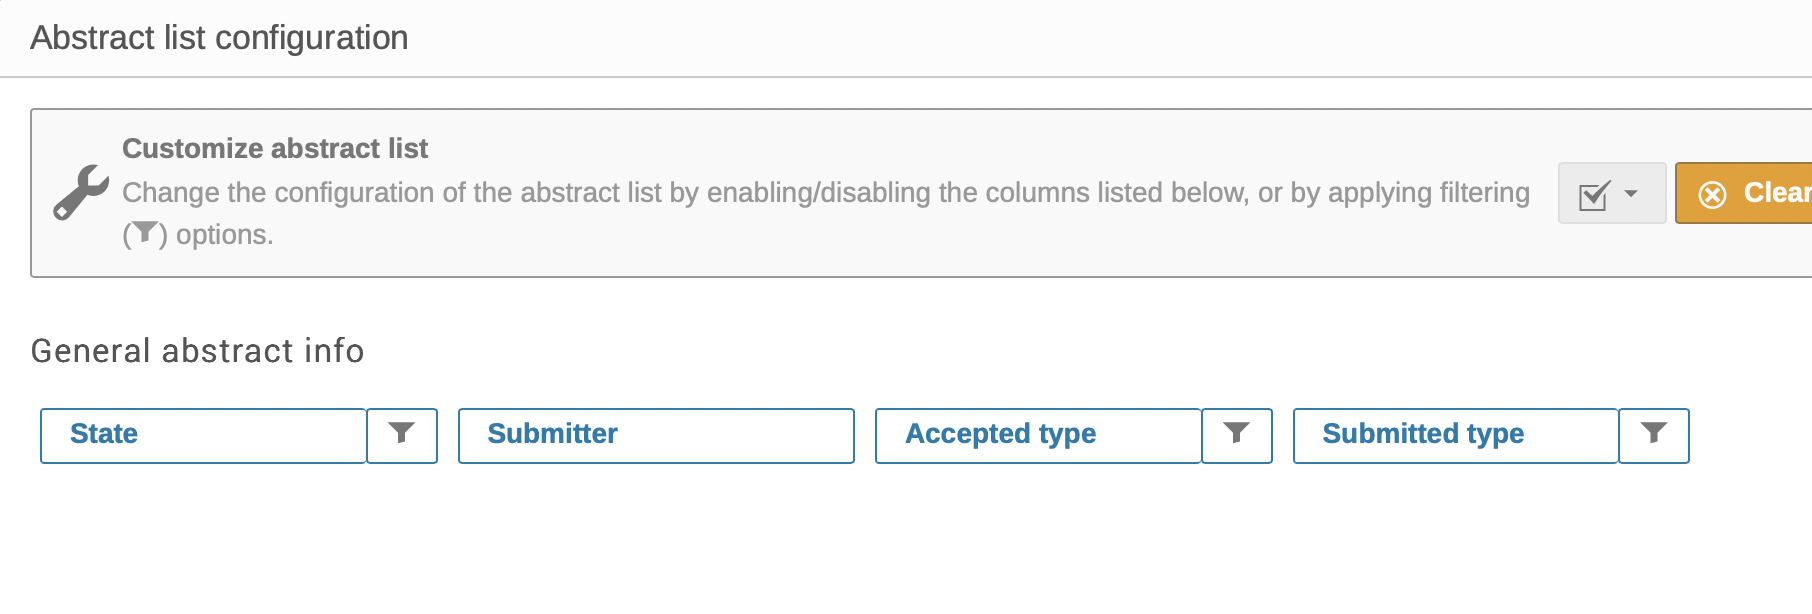 Abstract list configuration
Customize abstract list
Change the configuration of the abstract list by enabling/disabling the columns listed below, or by applying filtering
() options.
Clear
General abstract info
State
Submitter
Accepted type
Submitted type